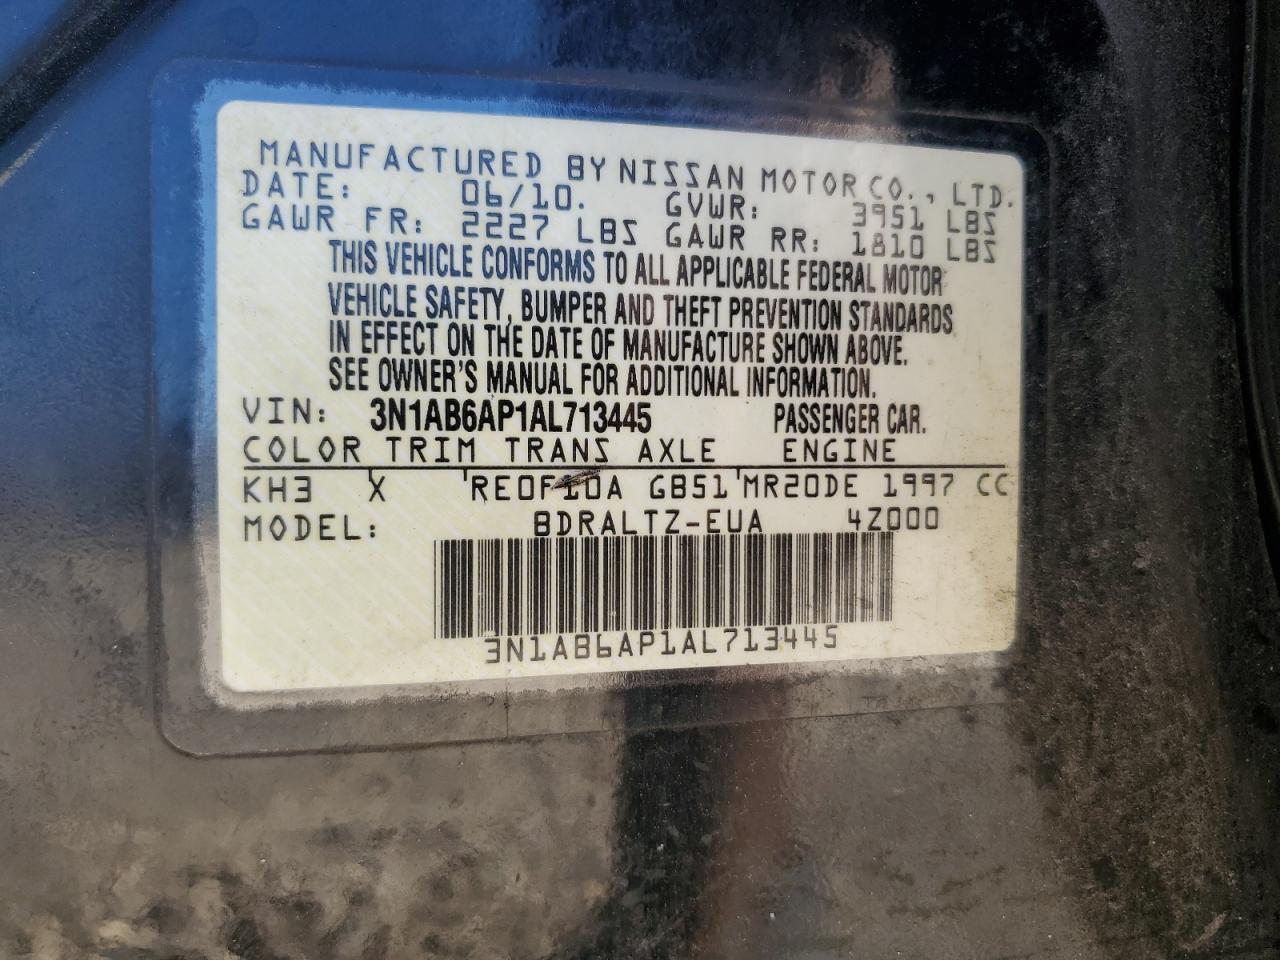 MANUFACTURED BY NISSAN MOTOR CO., LTD.
DATE: 06/10. GVWR: 3951 LBS
GAWR FR: 2227 LBS GAWR RR: 1810 LBS
THIS VEHICLE CONFORMS TO ALL APPLICABLE FEDERAL MOTOR
VEHICLE SAFETY, BUMPER AND THEFT PREVENTION STANDARDS
IN EFFECT ON THE DATE OF MANUFACTURE SHOWN ABOVE.
SEE OWNER'S MANUAL FOR ADDITIONAL INFORMATION.
VIN: 3N1AB6AP1AL713445 PASSENGER CAR.
COLOR TRIM TRANS AXLE ENGINE
KH3 X RE0F10A GB51 MR20DE 1997 CC
MODEL: BDRALTZ-EUA 4Z000
3N1AB6AP1AL713445